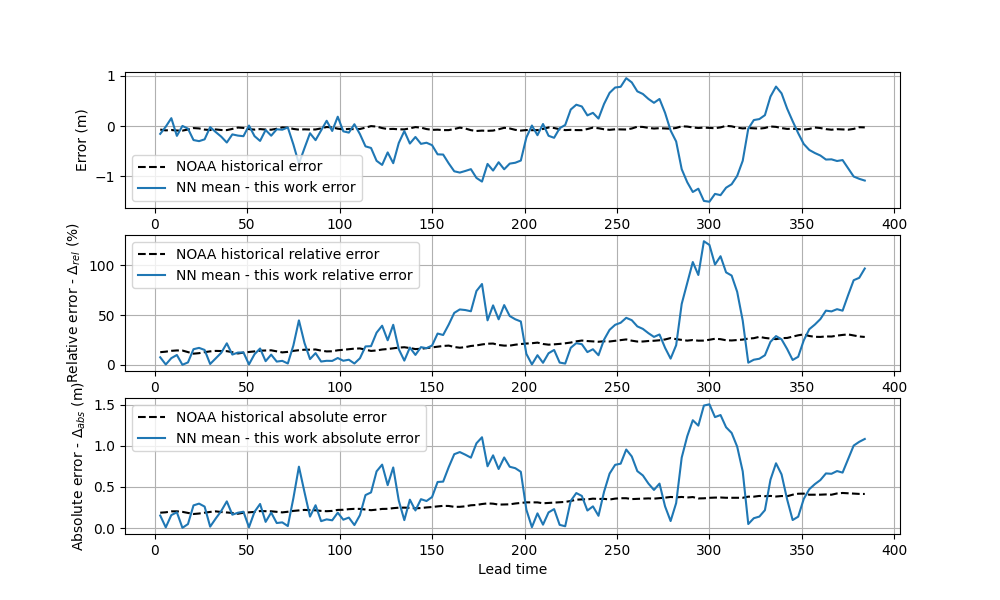 1
0
−1
Error (m)
NOAA historical error
NN mean - this work error
0 50 100 150 200 250 300 350 400
100
50
0
Relative error - Δrel (%)
NOAA historical relative error
NN mean - this work relative error
0 50 100 150 200 250 300 350 400
1.5
1.0
0.5
0.0
Absolute error - Δabs (m)
NOAA historical absolute error
NN mean - this work absolute error
0 50 100 150 200 250 300 350 400
Lead time